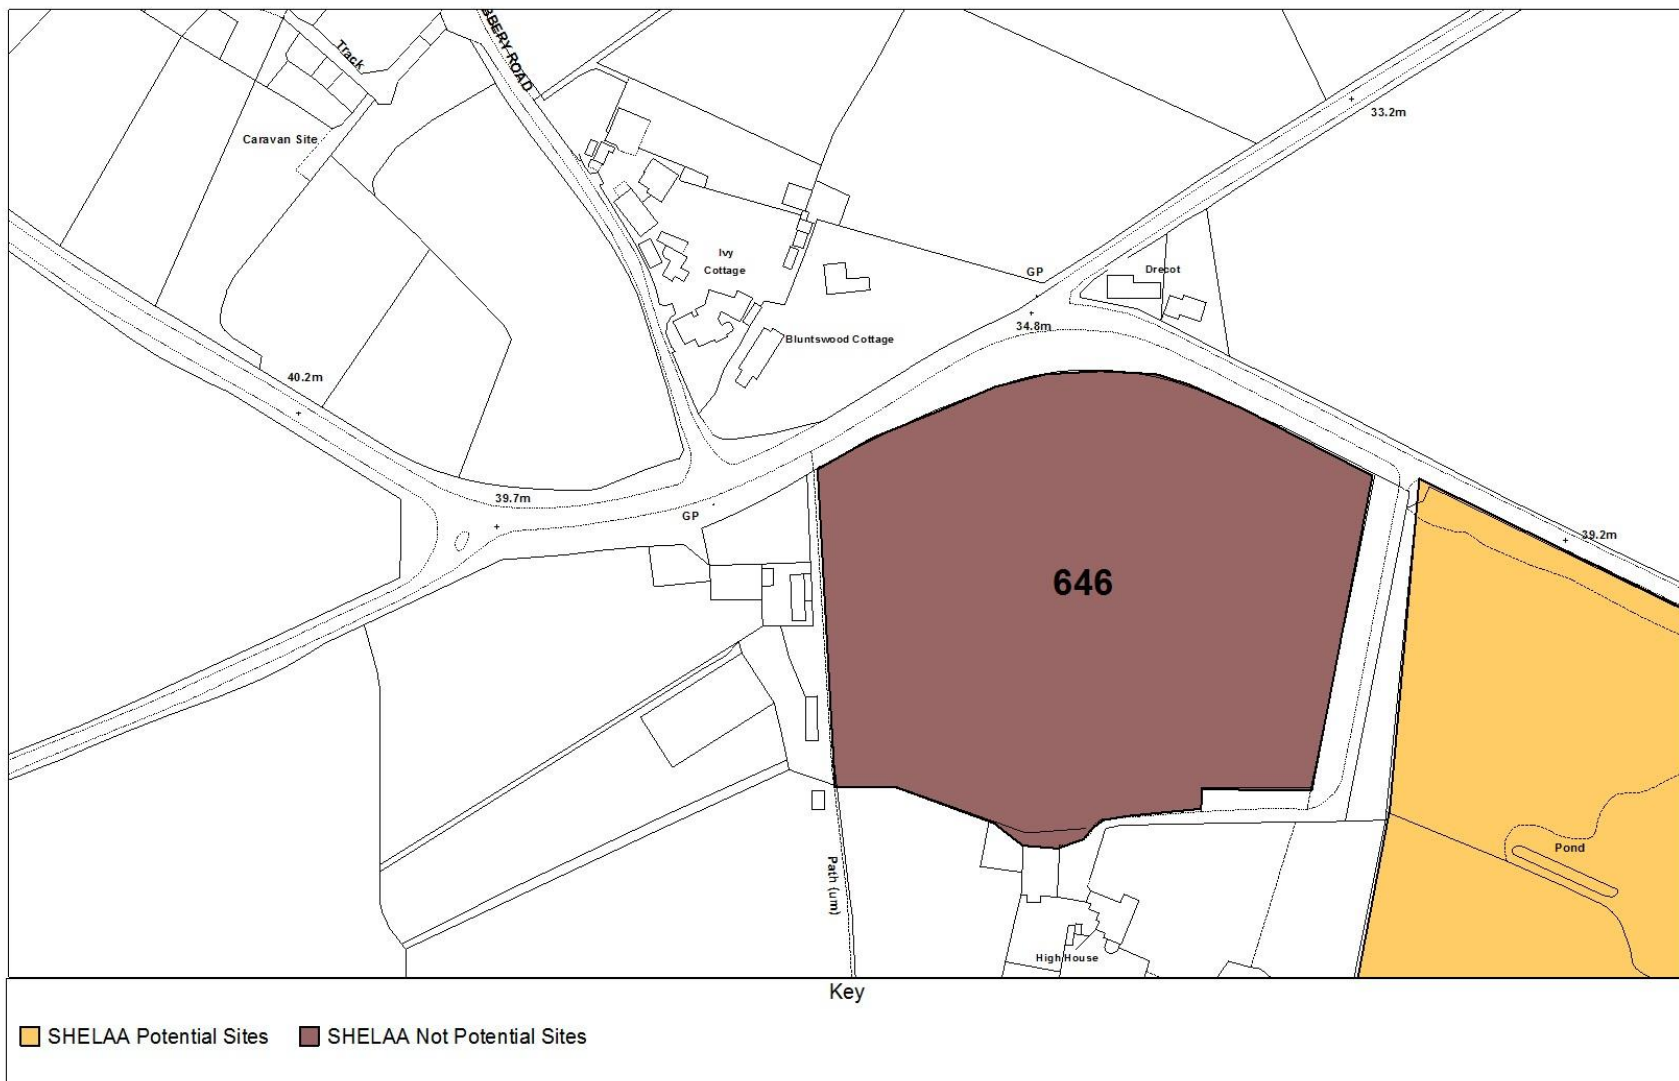 BBERY ROAD
Track
33.2m
Caravan Site
Ivy
Cottage
GP
Drecot
34.8m
Bluntswood Cottage
40.2m
39.7m
GP
39.2m
646
Pond
Path (um)
High House
Key
SHELAA Potential Sites
SHELAA Not Potential Sites